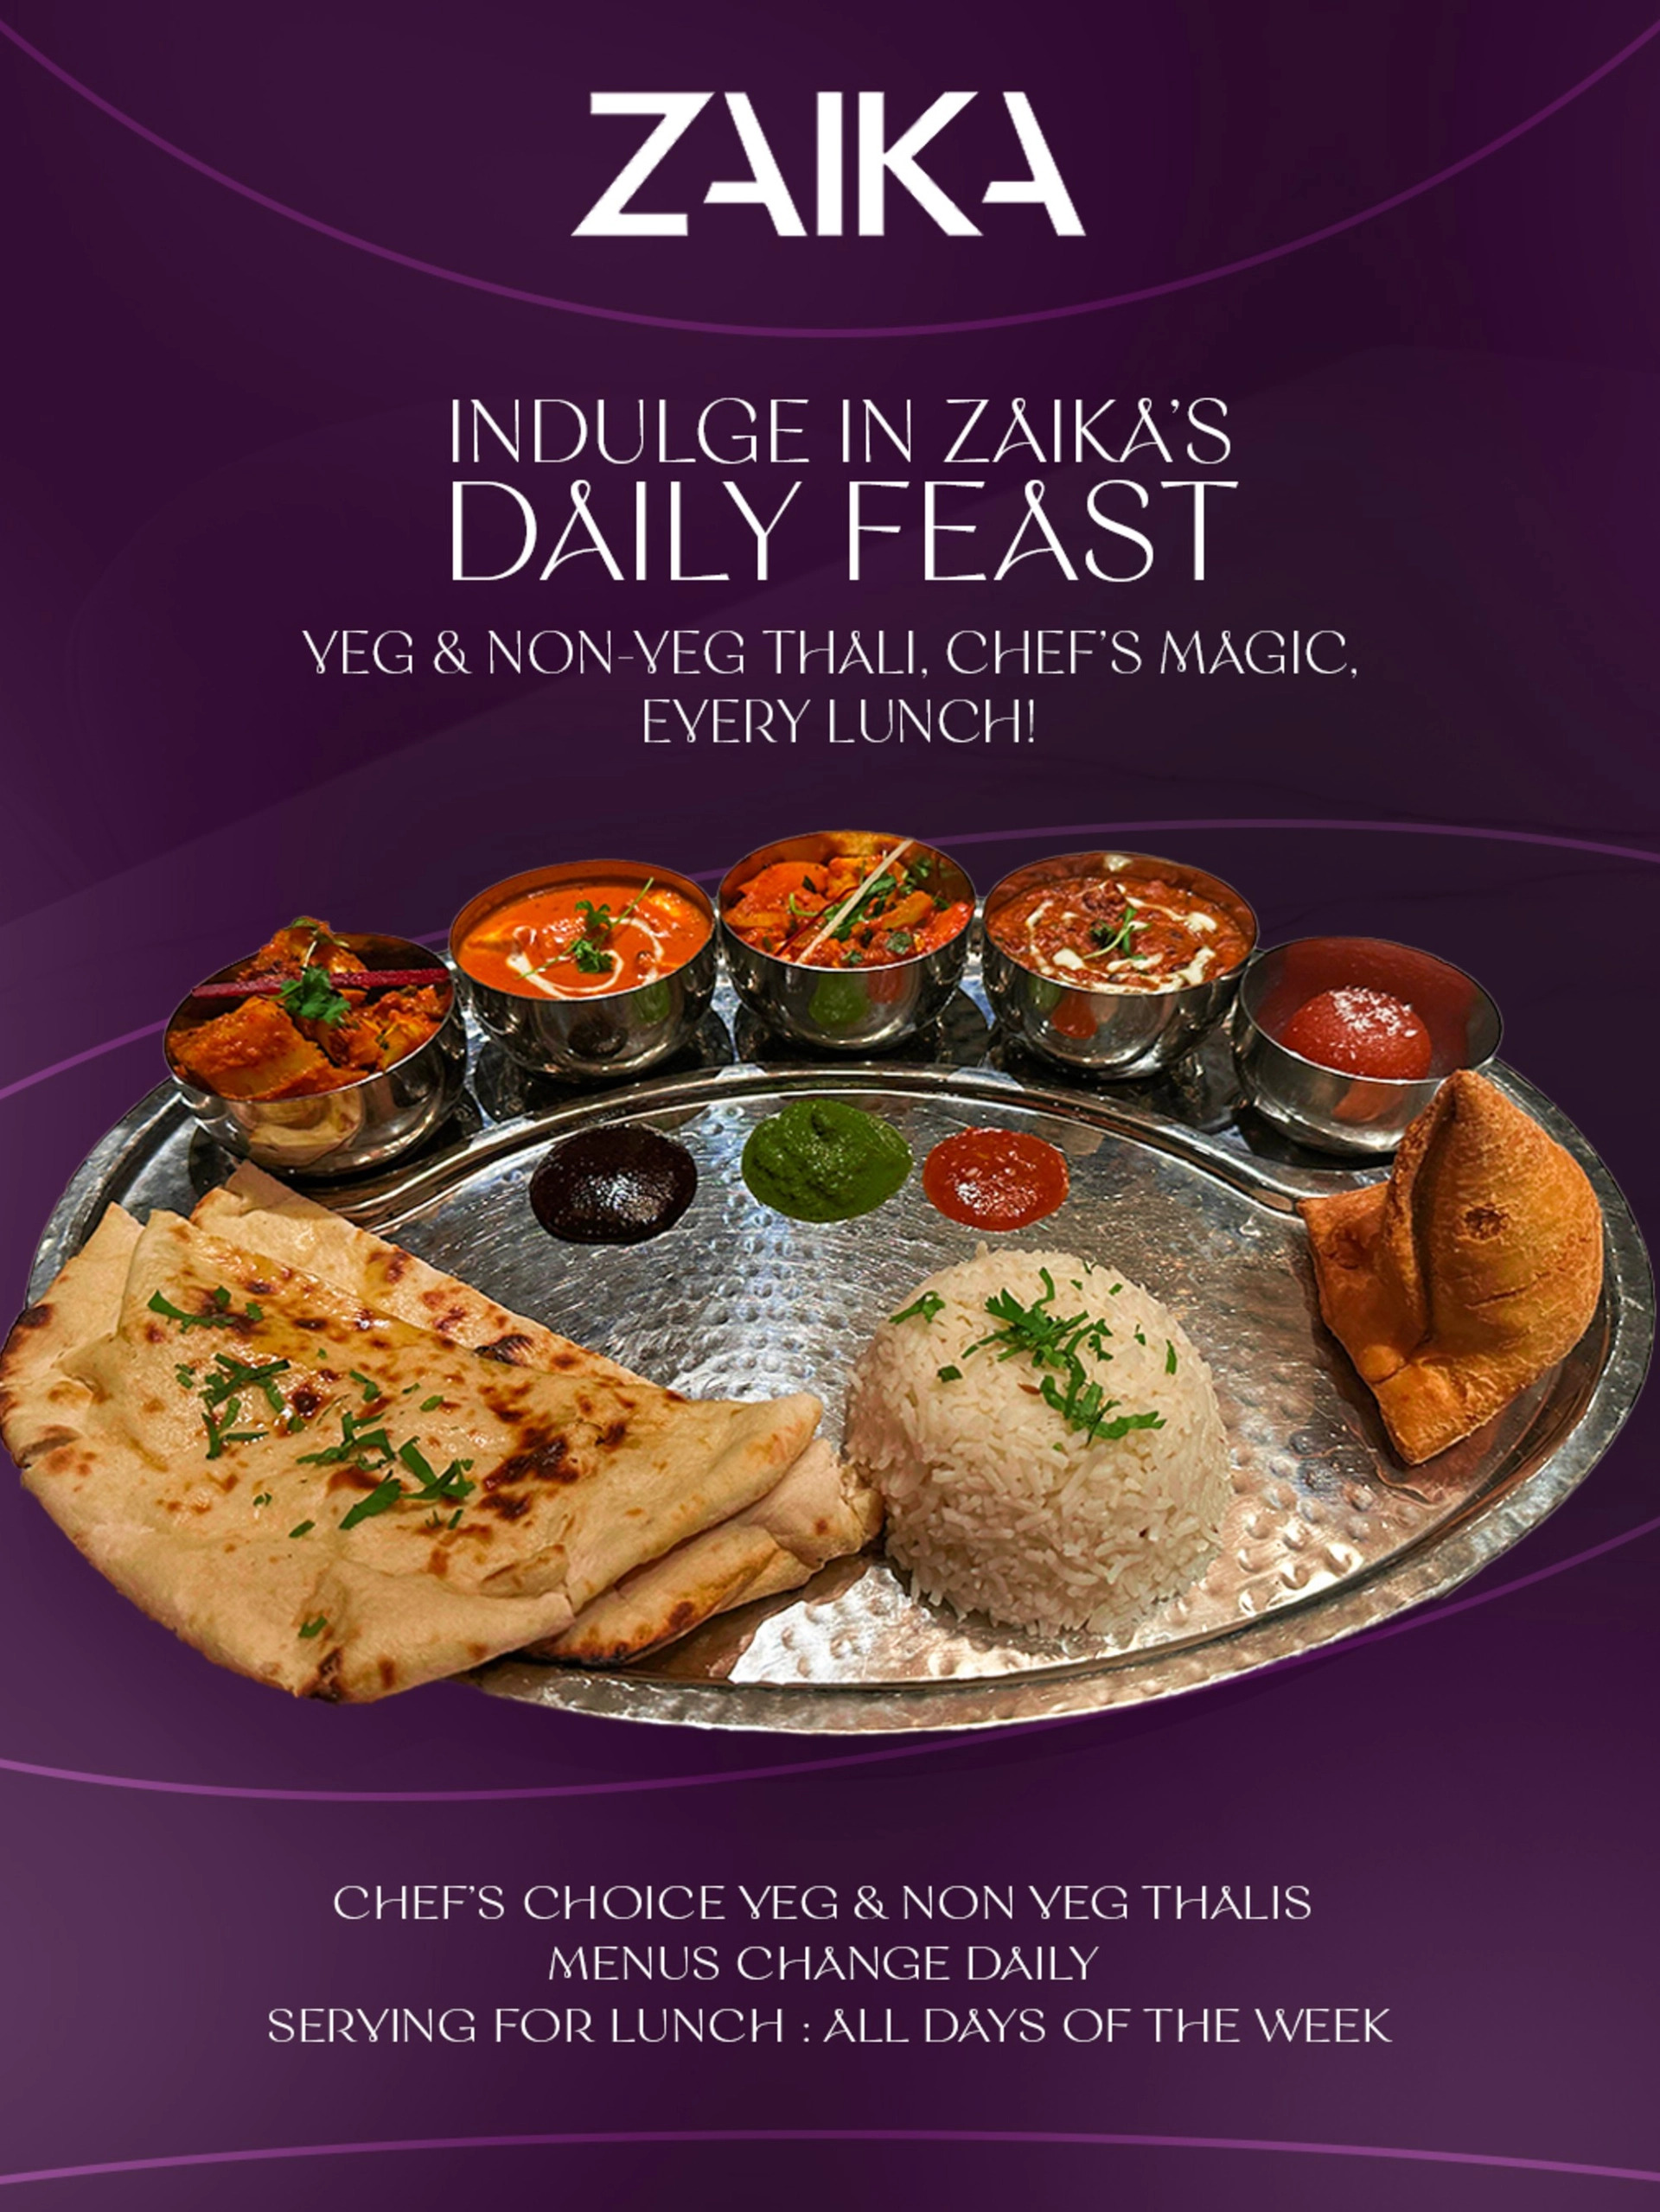 ZAIKA
INDULGE IN ZAIKA'S
DAILY FEAST
VEG & NON-VEG THALI, CHEF'S MAGIC,
EVERY LUNCH!
CHEF'S CHOICE VEG & NON VEG THALIS
MENUS CHANGE DAILY
SERVING FOR LUNCH : ALL DAYS OF THE WEEK